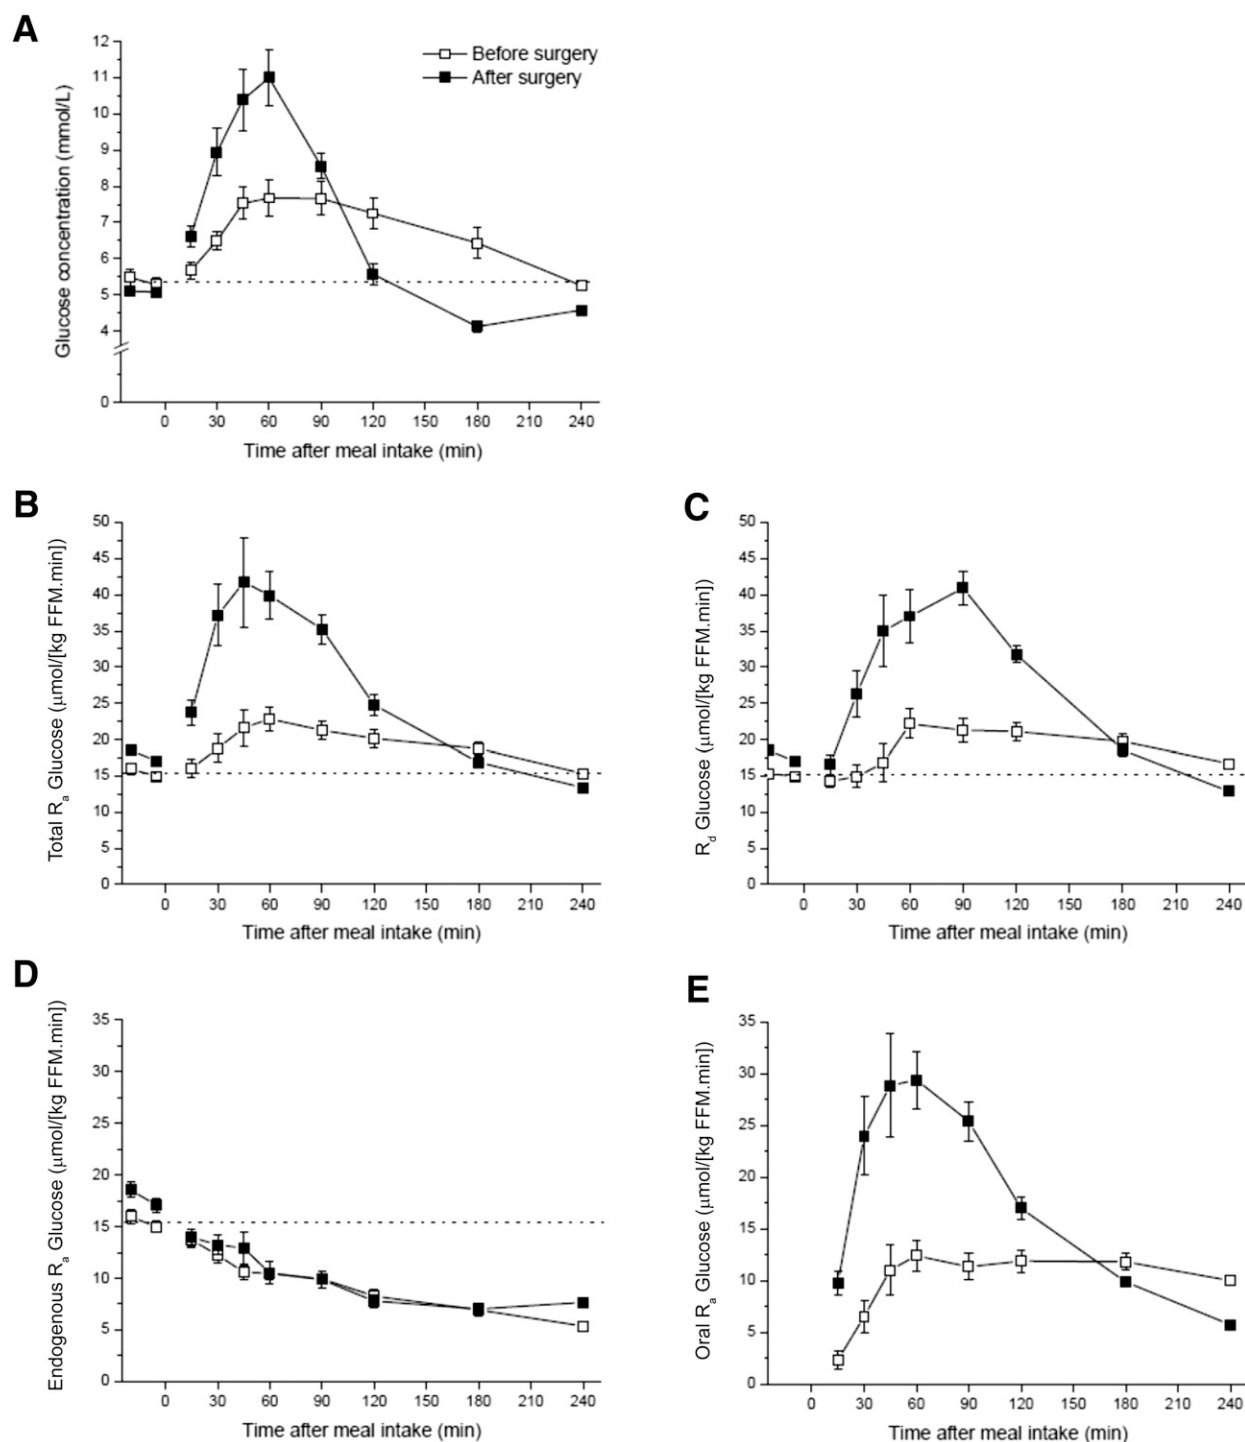 A
Before surgery
After surgery
Glucose concentration (mmol/L)
12
11
10
9
8
7
6
5
4
0
0 30 60 90 120 150 180 210 240
Time after meal intake (min)
B
Total Ra Glucose (μmol/[kg FFM.min])
50
45
40
35
30
25
20
15
10
5
0
0 30 60 90 120 150 180 210 240
Time after meal intake (min)
C
Rd Glucose (μmol/[kg FFM.min])
50
45
40
35
30
25
20
15
10
5
0
0 30 60 90 120 150 180 210 240
Time after meal intake (min)
D
Endogenous Ra Glucose (μmol/[kg FFM.min])
35
30
25
20
15
10
5
0
0 30 60 90 120 150 180 210 240
Time after meal intake (min)
E
Oral Ra Glucose (μmol/[kg FFM.min])
35
30
25
20
15
10
5
0
0 30 60 90 120 150 180 210 240
Time after meal intake (min)